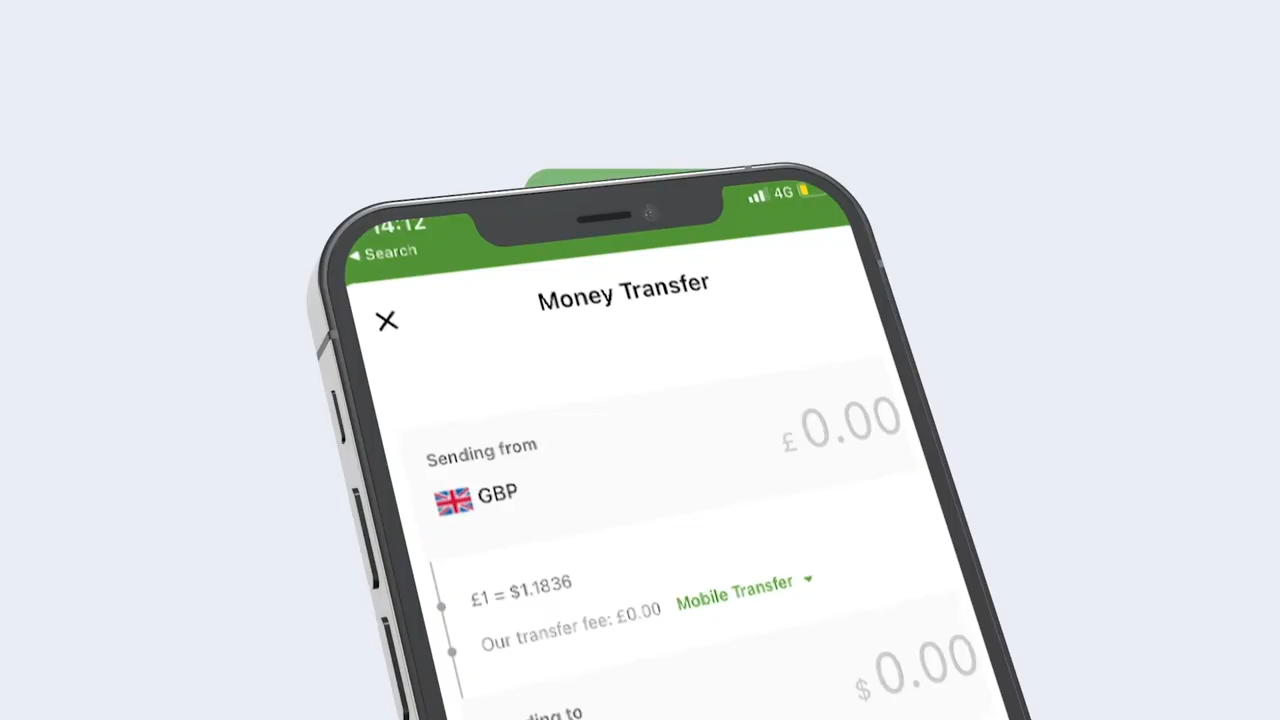 14:12
4G
◀ Search
Money Transfer
Sending from
£ 0.00
GBP
£1 = $1.1836
Our transfer fee: £0.00 Mobile Transfer
$ 0.00
to